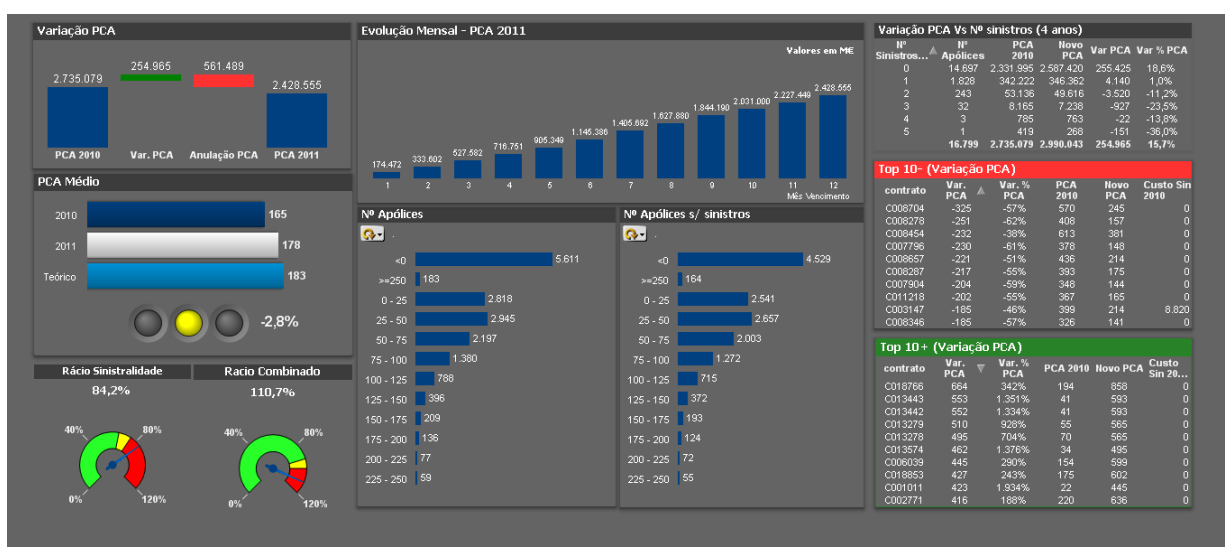 Variação PCA
2.735.079
254.965
561.489
2.428.555
PCA 2010 Var. PCA Anulação PCA PCA 2011
PCA Médio
2010 165
2011 178
Teórico 183
-2,8%
Rácio Sinistralidade
84,2%
40% 80%
0% 120%
Racio Combinado
110,7%
40% 80%
0% 120%
Evolução Mensal - PCA 2011
Valores em M€
174.472 333.602 527.582 716.751 905.349 1.145.386 1.405.692 1.627.880 1.844.190 2.031.000 2.227.449 2.428.555
1 2 3 4 5 6 7 8 9 10 11 12
Mês Vencimento
Nº Apólices
.
<0 5.611
>=250 183
0 - 25 2.818
25 - 50 2.945
50 - 75 2.197
75 - 100 1.380
100 - 125 788
125 - 150 396
150 - 175 209
175 - 200 136
200 - 225 77
225 - 250 59
Nº Apólices s/ sinistros
.
<0 4.529
>=250 164
0 - 25 2.541
25 - 50 2.657
50 - 75 2.003
75 - 100 1.272
100 - 125 715
125 - 150 372
150 - 175 193
175 - 200 124
200 - 225 72
225 - 250 55
Variação PCA Vs Nº sinistros (4 anos)
Nº Nº PCA Novo
Sinistros... Apólices 2010 PCA Var PCA Var % PCA
0 14.697 2.331.995 2.587.420 255.425 18,6%
1 1.828 342.222 346.362 4.140 1,0%
2 243 53.136 49.616 -3.520 -11,2%
3 32 8.165 7.238 -927 -23,5%
4 3 785 763 -22 -13,8%
5 1 419 268 -151 -36,0%
16.799 2.735.079 2.990.043 254.965 15,7%
Top 10- (Variação PCA)
Var. Var. % PCA Novo Custo Sin
contrato PCA PCA 2010 PCA 2010
C008704 -325 -57% 570 245 0
C008278 -251 -62% 408 157 0
C008454 -232 -38% 613 381 0
C007796 -230 -61% 378 148 0
C008657 -221 -51% 436 214 0
C008287 -217 -55% 393 175 0
C007904 -204 -59% 348 144 0
C011218 -202 -55% 367 165 0
C003147 -185 -46% 399 214 8.820
C008346 -185 -57% 326 141 0
Top 10+ (Variação PCA)
Var. Var. % Custo
contrato PCA PCA PCA 2010 Novo PCA Sin 20...
C018766 664 342% 194 858 0
C013443 553 1.351% 41 593 0
C013442 552 1.334% 41 593 0
C013279 510 928% 55 565 0
C013278 495 704% 70 565 0
C013574 462 1.376% 34 495 0
C006039 445 290% 154 599 0
C018853 427 243% 175 602 0
C001011 423 1.934% 22 445 0
C002771 416 188% 220 636 0